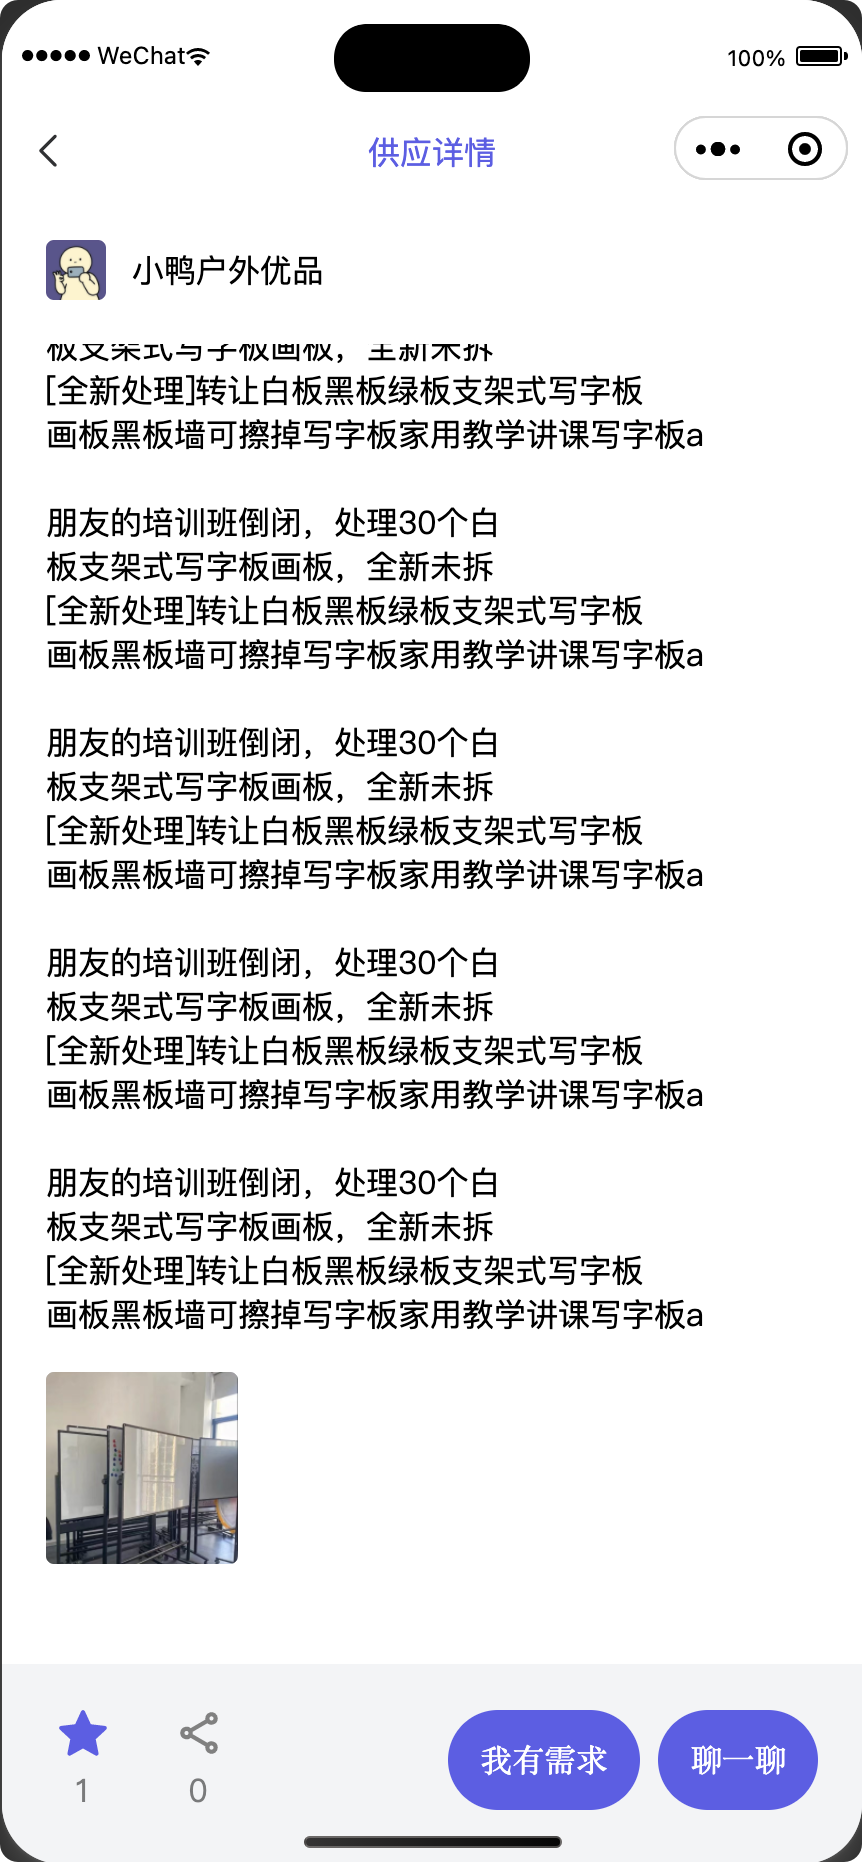 WeChat
100%
供应详情
小鸭户外优品
板支架式写字板画板，全新未拆
[全新处理]转让白板黑板绿板支架式写字板
画板黑板墙可擦掉写字板家用教学讲课写字板a
朋友的培训班倒闭，处理30个白
板支架式写字板画板，全新未拆
[全新处理]转让白板黑板绿板支架式写字板
画板黑板墙可擦掉写字板家用教学讲课写字板a
朋友的培训班倒闭，处理30个白
板支架式写字板画板，全新未拆
[全新处理]转让白板黑板绿板支架式写字板
画板黑板墙可擦掉写字板家用教学讲课写字板a
朋友的培训班倒闭，处理30个白
板支架式写字板画板，全新未拆
[全新处理]转让白板黑板绿板支架式写字板
画板黑板墙可擦掉写字板家用教学讲课写字板a
朋友的培训班倒闭，处理30个白
板支架式写字板画板，全新未拆
[全新处理]转让白板黑板绿板支架式写字板
画板黑板墙可擦掉写字板家用教学讲课写字板a
1
0
我有需求
聊一聊